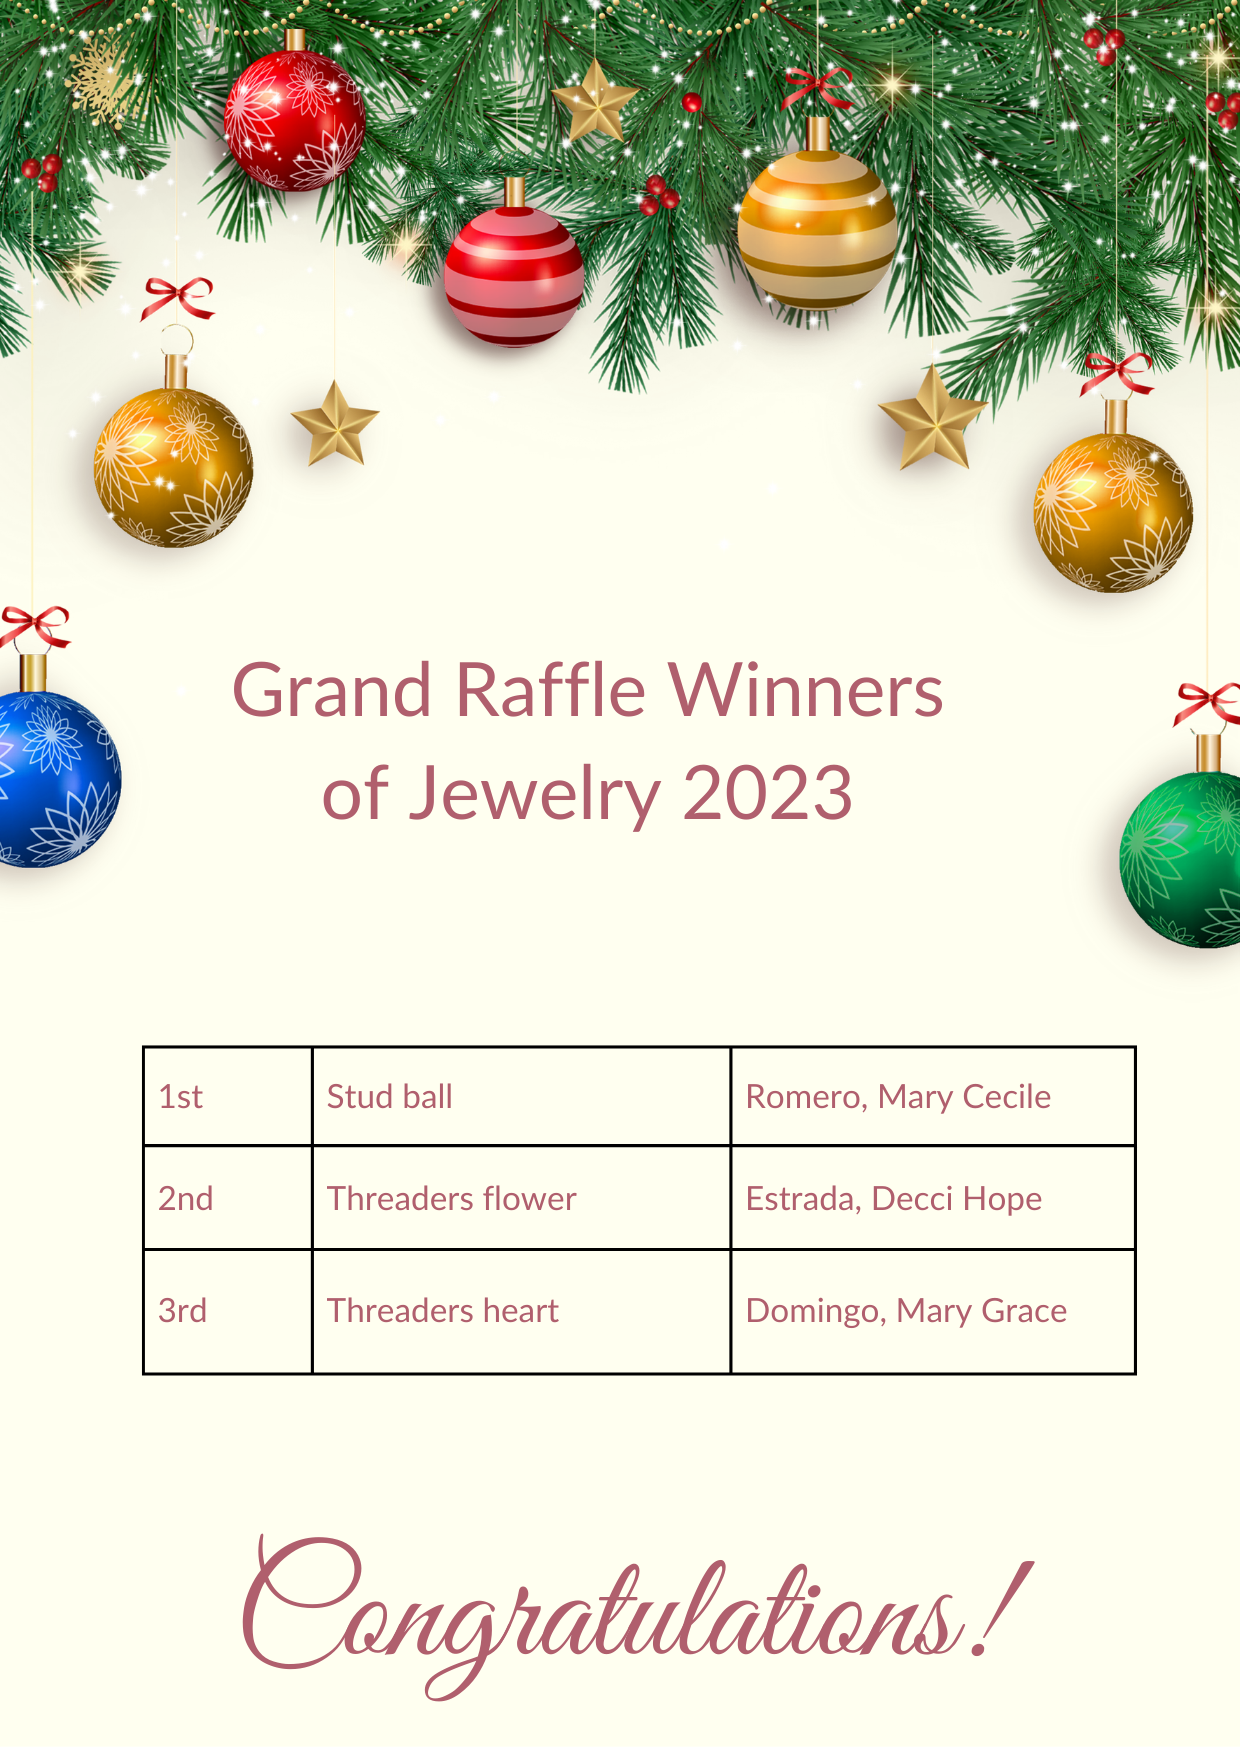 Grand Raffle Winners
of Jewelry 2023
1st Stud ball Romero, Mary Cecile
2nd Threaders flower Estrada, Decci Hope
3rd Threaders heart Domingo, Mary Grace
Congratulations!